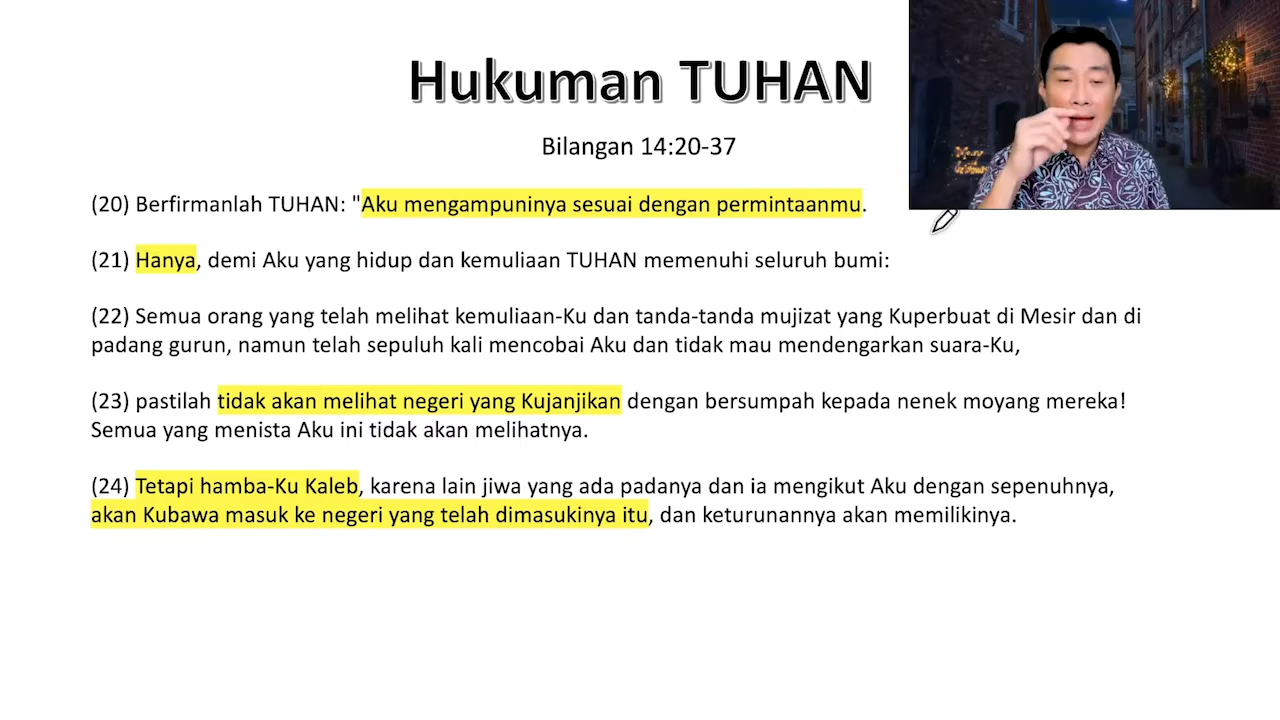 Hukuman TUHAN
Bilangan 14:20-37
(20) Berfirmanlah TUHAN: "Aku mengampuninya sesuai dengan permintaanmu.
(21) Hanya, demi Aku yang hidup dan kemuliaan TUHAN memenuhi seluruh bumi:
(22) Semua orang yang telah melihat kemuliaan-Ku dan tanda-tanda mujizat yang Kuperbuat di Mesir dan di
padang gurun, namun telah sepuluh kali mencobai Aku dan tidak mau mendengarkan suara-Ku,
(23) pastilah tidak akan melihat negeri yang Kujanjikan dengan bersumpah kepada nenek moyang mereka!
Semua yang menista Aku ini tidak akan melihatnya.
(24) Tetapi hamba-Ku Kaleb, karena lain jiwa yang ada padanya dan ia mengikut Aku dengan sepenuhnya,
akan Kubawa masuk ke negeri yang telah dimasukinya itu, dan keturunannya akan memilikinya.